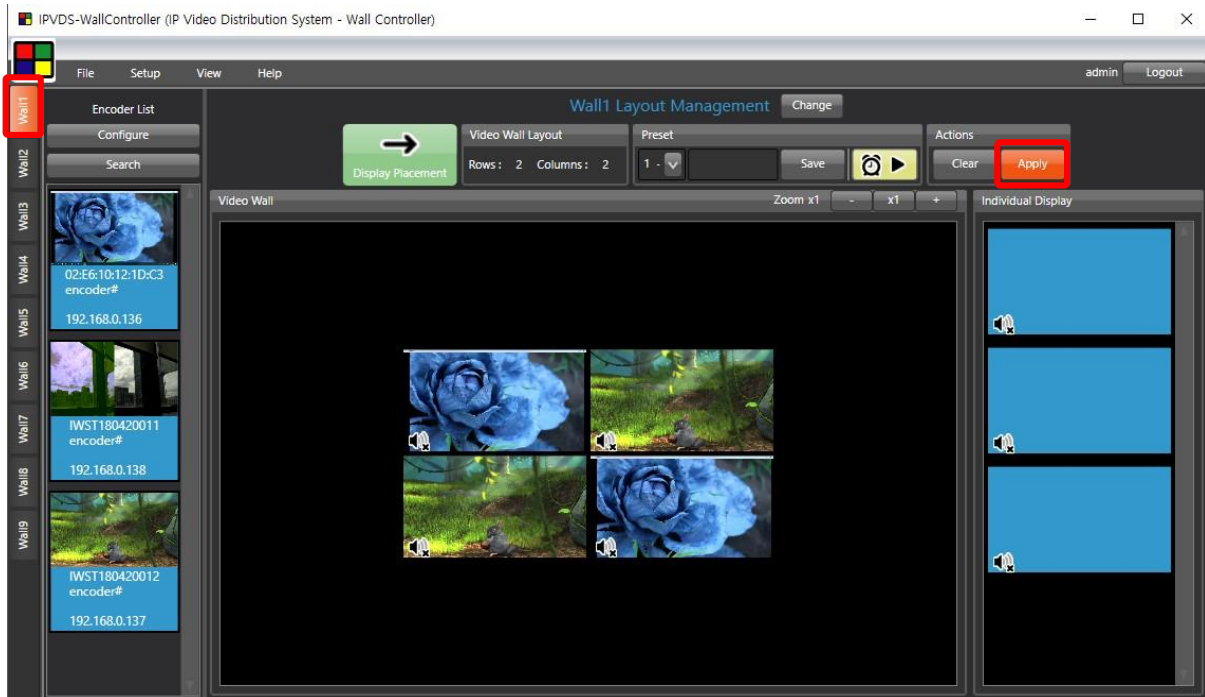 IPVDS-WallController (IP Video Distribution System - Wall Controller)
File Setup View Help
admin Logout
Wall1
Wall2
Wall3
Wall4
Wall5
Wall6
Wall7
Wall8
Wall9
Encoder List
Configure
Search
02:E6:10:12:1D:C3
encoder#
192.168.0.136
IWST180420011
encoder#
192.168.0.138
IWST180420012
encoder#
192.168.0.137
Wall1 Layout Management Change
Display Placement
Video Wall Layout
Rows: 2 Columns: 2
Preset
1 - Save
Actions
Clear Apply
Video Wall
Zoom x1 - x1 +
Individual Display